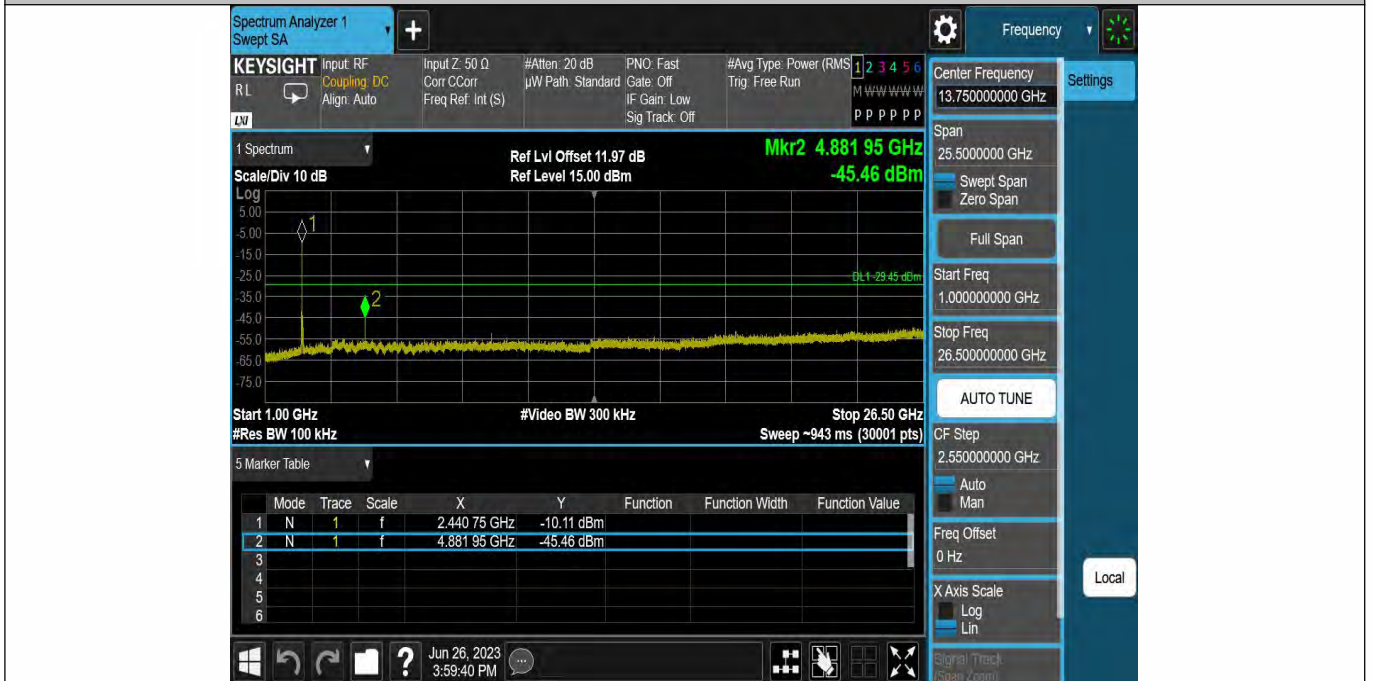 Spectrum Analyzer 1
Swept SA
+
Frequency
KEYSIGHT Input: RF Input Z: 50 Ω #Atten: 20 dB PNO: Fast #Avg Type: Power (RMS 1 2 3 4 5 6
RL Coupling: DC Corr CCorr µW Path: Standard Gate: Off Trig: Free Run M W W W W W
Align: Auto Freq Ref: Int (S) IF Gain: Low
LXI Sig Track: Off P P P P P P
Center Frequency
13.750000000 GHz
Settings
Span
25.5000000 GHz
Swept Span
Zero Span
Full Span
Start Freq
1.000000000 GHz
Stop Freq
26.500000000 GHz
AUTO TUNE
CF Step
2.550000000 GHz
Auto
Man
Freq Offset
0 Hz
X Axis Scale
Log
Lin
Signal Track
(Span Zoom)
Local
1 Spectrum
Ref Lvl Offset 11.97 dB Mkr2 4.881 95 GHz
Scale/Div 10 dB Ref Level 15.00 dBm -45.46 dBm
Log
5.00
1
-5.00
-15.0
-25.0
DL1 -29.45 dBm
-35.0
2
-45.0
-55.0
-65.0
-75.0
Start 1.00 GHz #Video BW 300 kHz Stop 26.50 GHz
#Res BW 100 kHz Sweep ~943 ms (30001 pts)
5 Marker Table
Mode Trace Scale X Y Function Function Width Function Value
1 N 1 f 2.440 75 GHz -10.11 dBm
2 N 1 f 4.881 95 GHz -45.46 dBm
3
4
5
6
? Jun 26, 2023
3:59:40 PM